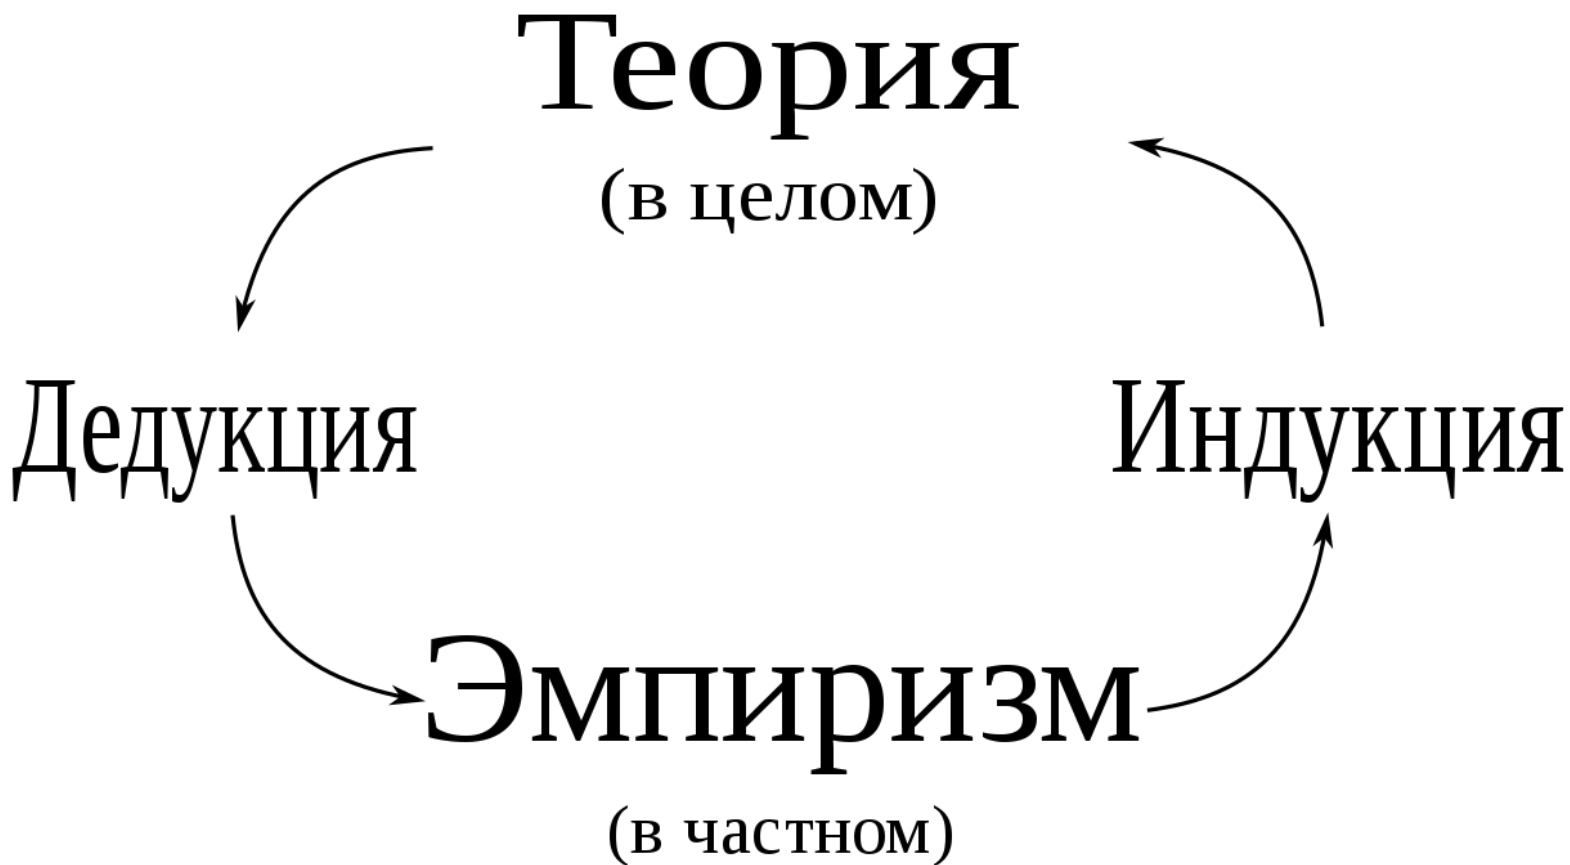 Теория
(в целом)
Дедукция
Индукция
Эмпиризм
(в частном)